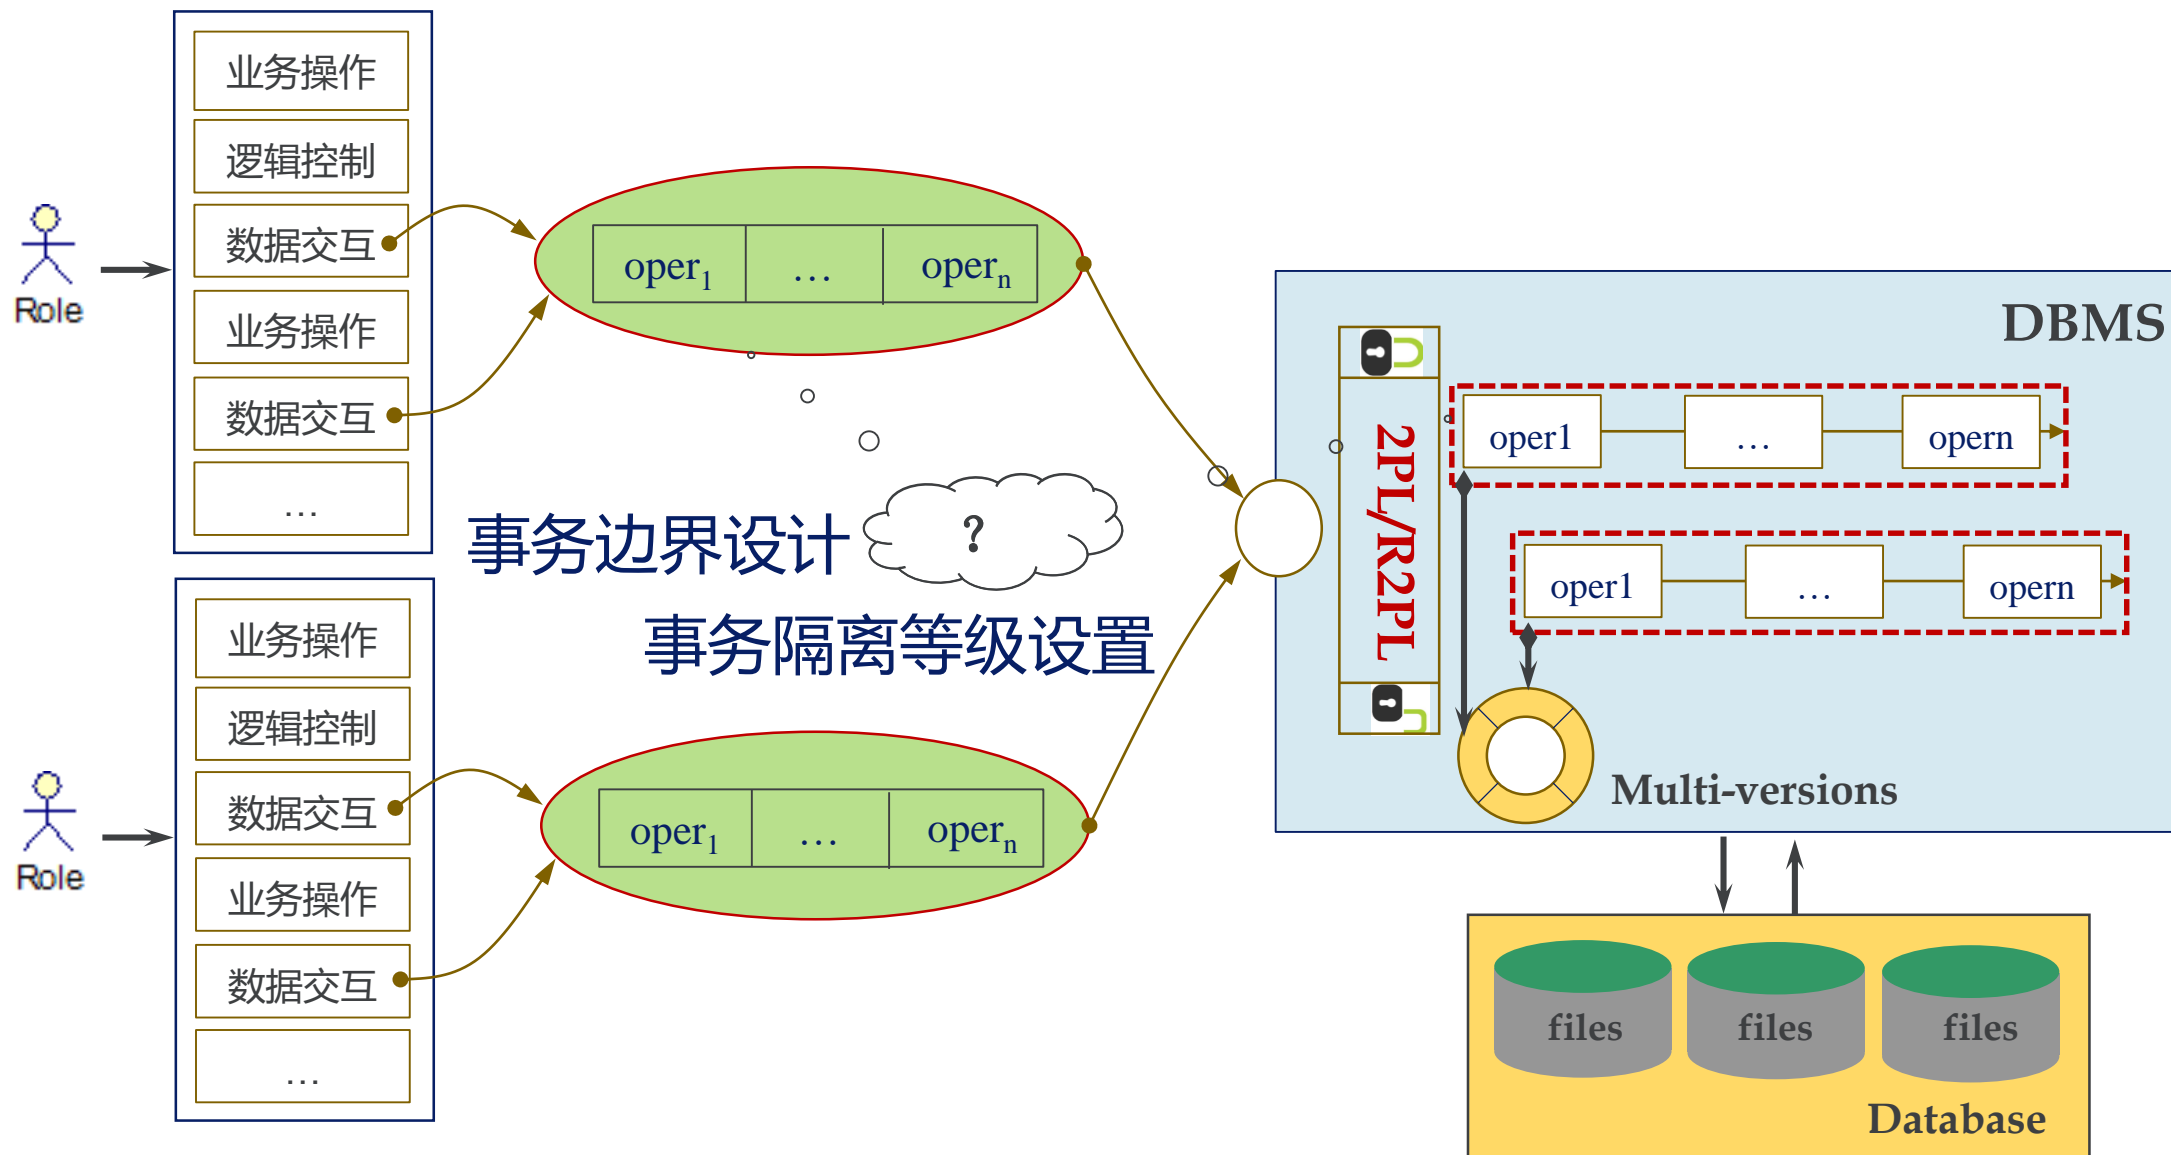 业务操作
逻辑控制
数据交互
业务操作
数据交互
…
Role
oper1 … opern
事务边界设计
?
事务隔离等级设置
业务操作
逻辑控制
数据交互
业务操作
数据交互
…
Role
oper1 … opern
DBMS
2PL/R2PL
oper1 … opern
oper1 … opern
Multi-versions
files files files
Database